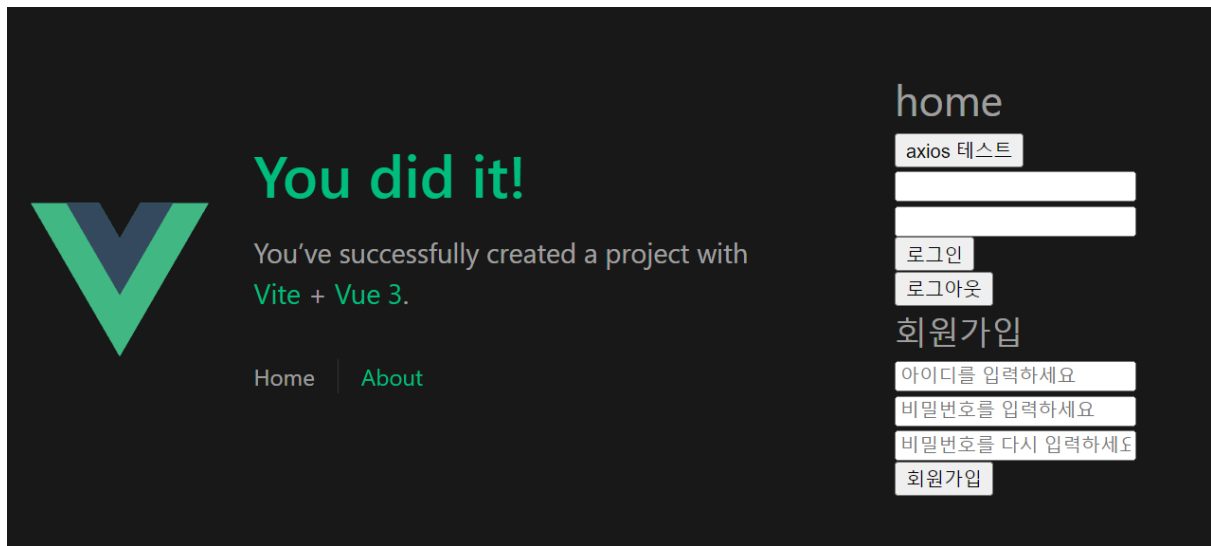 You did it!
You've successfully created a project with
Vite + Vue 3.
Home
About
home
axios 테스트
로그인
로그아웃
회원가입
아이디를 입력하세요
비밀번호를 입력하세요
비밀번호를 다시 입력하세요
회원가입